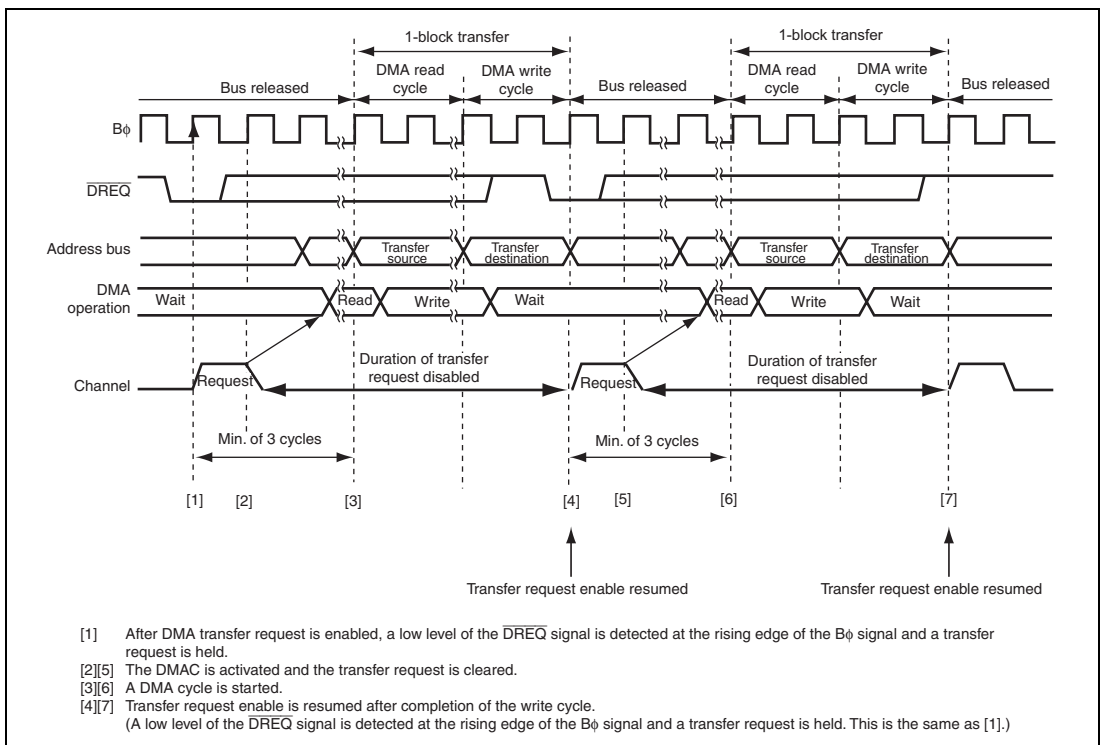 1-block transfer
1-block transfer
Bus released
DMA read cycle
DMA write cycle
Bus released
DMA read cycle
DMA write cycle
Bus released
Bφ
DREQ
Address bus
Transfer source
Transfer destination
Transfer source
Transfer destination
DMA operation
Wait
Read
Write
Wait
Read
Write
Wait
Channel
Request
Duration of transfer request disabled
Request
Duration of transfer request disabled
Min. of 3 cycles
Min. of 3 cycles
[1]
[2]
[3]
[4]
[5]
[6]
[7]
Transfer request enable resumed
Transfer request enable resumed
[1] After DMA transfer request is enabled, a low level of the DREQ signal is detected at the rising edge of the Bφ signal and a transfer
request is held.
[2][5] The DMAC is activated and the transfer request is cleared.
[3][6] A DMA cycle is started.
[4][7] Transfer request enable is resumed after completion of the write cycle.
(A low level of the DREQ signal is detected at the rising edge of the Bφ signal and a transfer request is held. This is the same as [1].)